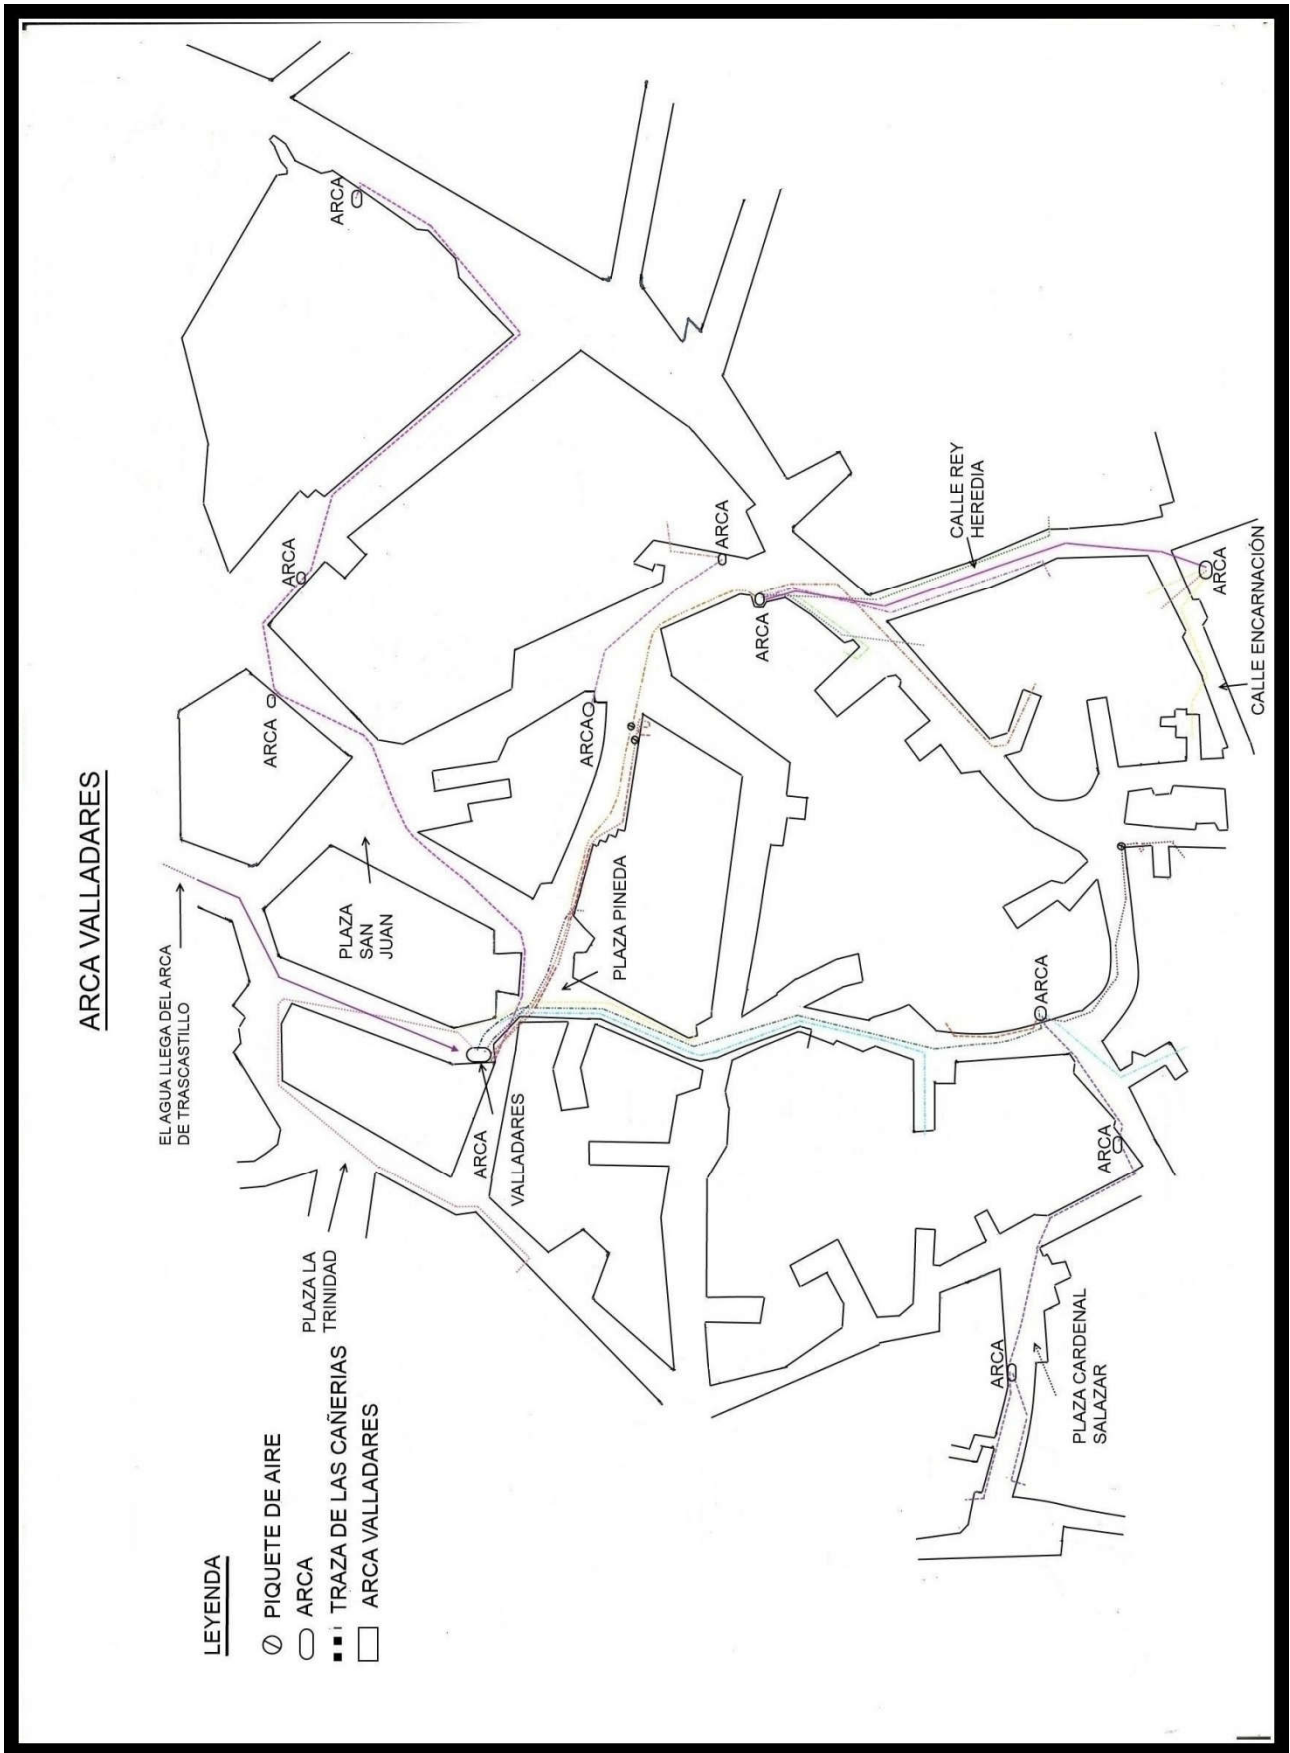 ARCA VALLADARES
EL AGUA LLEGA DEL ARCA
DE TRASCASTILLO
PLAZA
SAN
JUAN
ARCA
ARCA
ARCA
PLAZA LA
TRINIDAD
ARCA
VALLADARES
PLAZA PINEDA
ARCA
ARCA
ARCA
CALLE REY
HEREDIA
ARCA
CALLE ENCARNACIÓN
ARCA
ARCA
ARCA
PLAZA CARDENAL
SALAZAR
LEYENDA
PIQUETE DE AIRE
ARCA
TRAZA DE LAS CAÑERIAS
ARCA VALLADARES